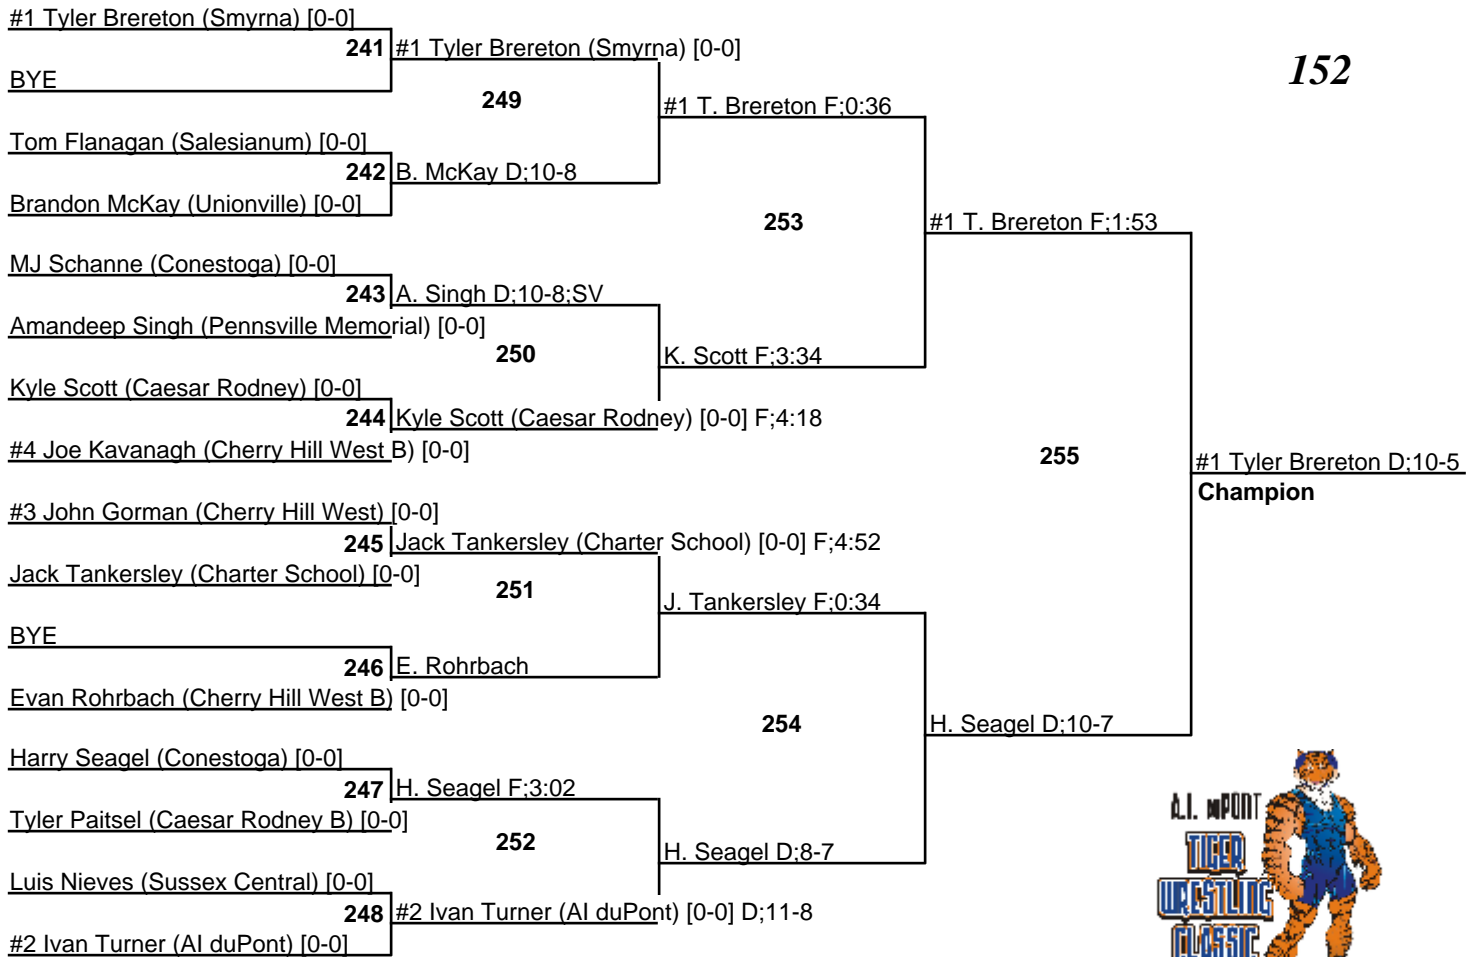 #1 Tyler Brereton (Smyrna) [0-0]
241 #1 Tyler Brereton (Smyrna) [0-0]
152
BYE
249
#1 T. Brereton F;0:36
Tom Flanagan (Salesianum) [0-0]
242 B. McKay D;10-8
Brandon McKay (Unionville) [0-0]
253
#1 T. Brereton F;1:53
MJ Schanne (Conestoga) [0-0]
243 A. Singh D;10-8;SV
Amandeep Singh (Pennsville Memorial) [0-0]
250
K. Scott F;3:34
Kyle Scott (Caesar Rodney) [0-0]
244 Kyle Scott (Caesar Rodney) [0-0] F;4:18
#4 Joe Kavanagh (Cherry Hill West B) [0-0]
255
#1 Tyler Brereton D;10-5
Champion
#3 John Gorman (Cherry Hill West) [0-0]
245 Jack Tankersley (Charter School) [0-0] F;4:52
Jack Tankersley (Charter School) [0-0]
251
J. Tankersley F;0:34
BYE
246 E. Rohrbach
Evan Rohrbach (Cherry Hill West B) [0-0]
254
H. Seagel D;10-7
Harry Seagel (Conestoga) [0-0]
247 H. Seagel F;3:02
Tyler Paitsel (Caesar Rodney B) [0-0]
252
H. Seagel D;8-7
Luis Nieves (Sussex Central) [0-0]
248 #2 Ivan Turner (AI duPont) [0-0] D;11-8
#2 Ivan Turner (AI duPont) [0-0]
A.I. DUPONT
TIGER
WRESTLING
CLASSIC